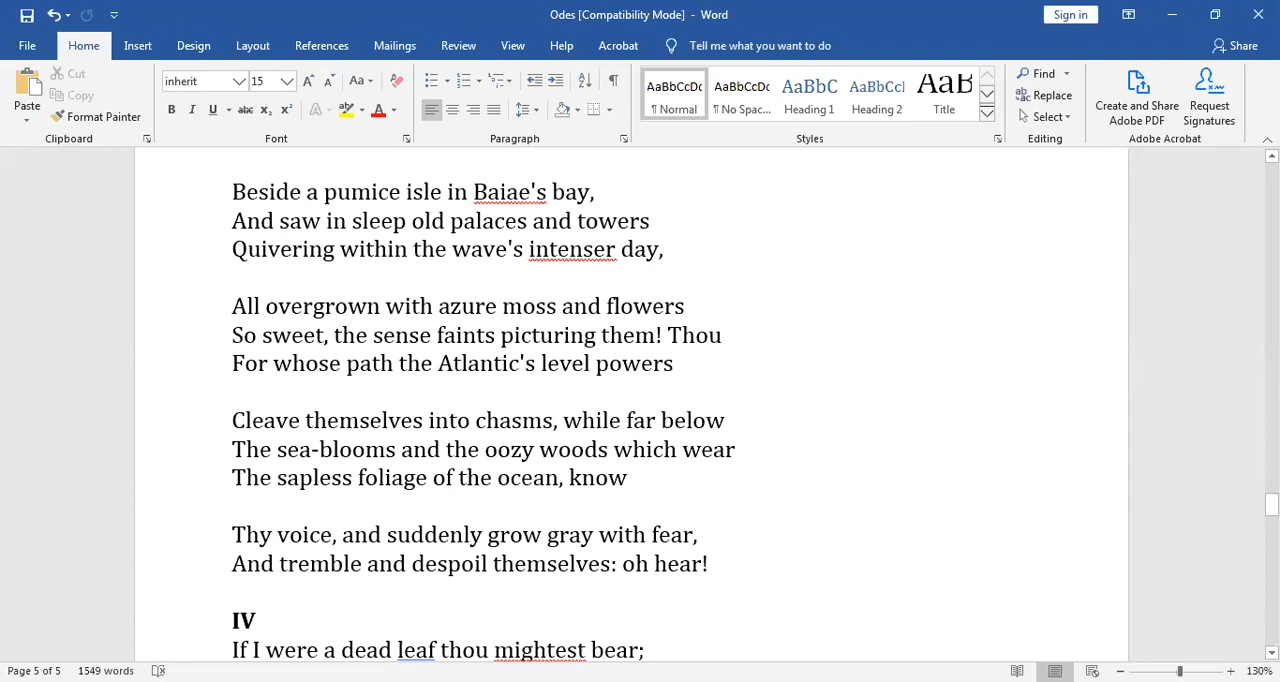 Odes [Compatibility Mode] - Word
Sign in
File Home Insert Design Layout References Mailings Review View Help Acrobat Tell me what you want to do Share
Paste
Cut
Copy
Format Painter
Clipboard
inherit 15
Aa
B I U abc x₂ x² A ab A
Font
Paragraph
AaBbCcDc AaBbCcDc AaBbC AaBbCcI AaB
¶ Normal ¶ No Spac... Heading 1 Heading 2 Title
Styles
Find
Replace
Select
Editing
Create and Share Adobe PDF
Request Signatures
Adobe Acrobat
Beside a pumice isle in Baiae's bay,
And saw in sleep old palaces and towers
Quivering within the wave's intenser day,
All overgrown with azure moss and flowers
So sweet, the sense faints picturing them! Thou
For whose path the Atlantic's level powers
Cleave themselves into chasms, while far below
The sea-blooms and the oozy woods which wear
The sapless foliage of the ocean, know
Thy voice, and suddenly grow gray with fear,
And tremble and despoil themselves: oh hear!
IV
If I were a dead leaf thou mightest bear;
Page 5 of 5 1549 words 130%